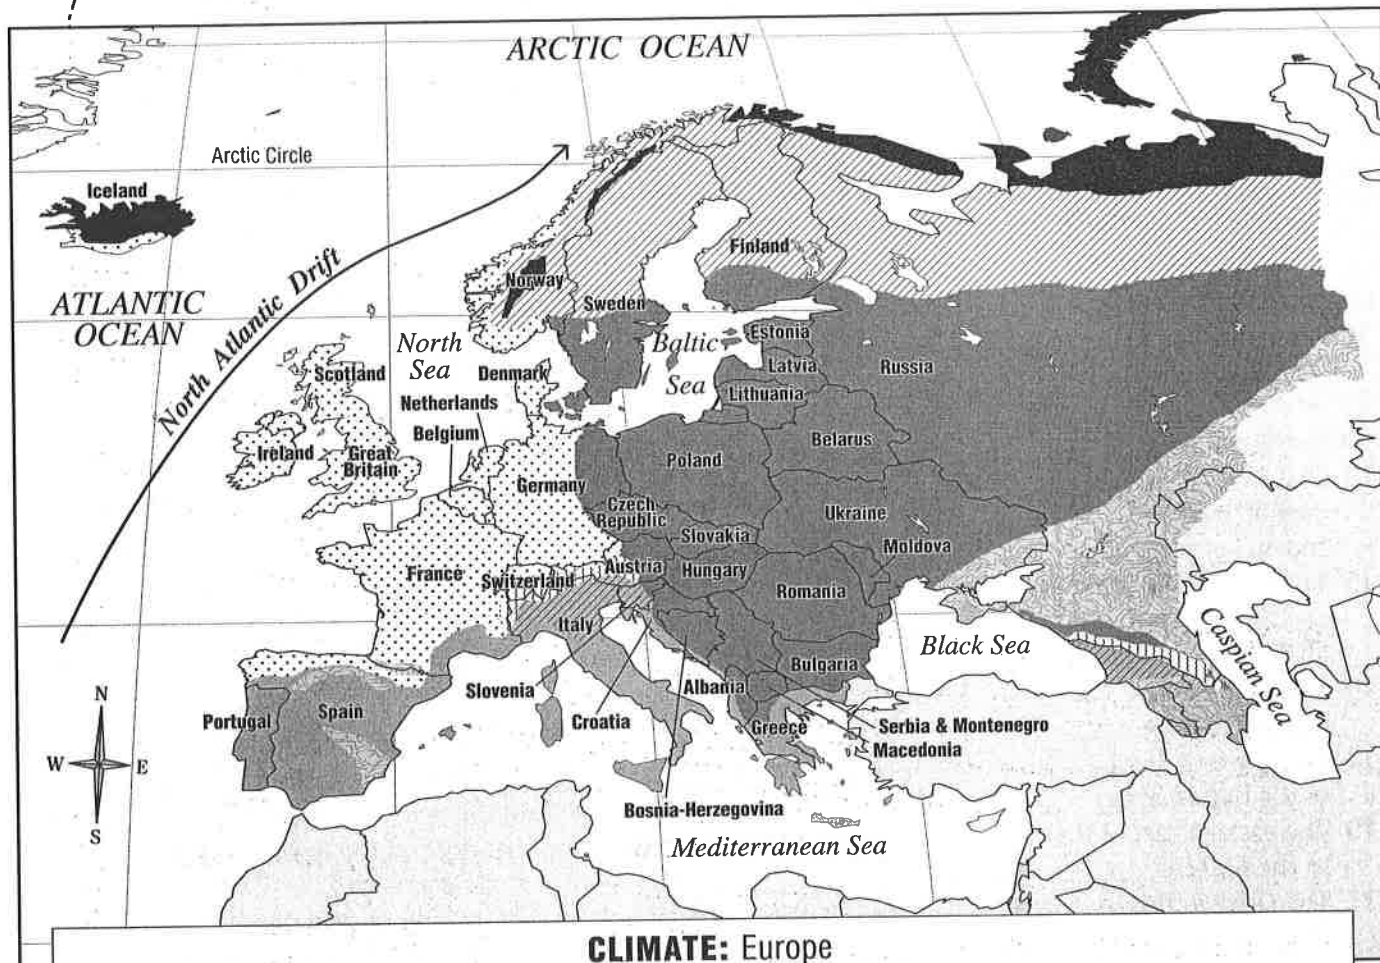 ARCTIC OCEAN
Arctic Circle
Iceland
North Atlantic Drift
ATLANTIC
OCEAN
Norway
Finland
Sweden
North
Sea
Baltic
Sea
Estonia
Latvia
Lithuania
Russia
Scotland
Denmark
Netherlands
Belgium
Ireland
Great
Britain
Belarus
Poland
Germany
Czech
Republic
Ukraine
Slovakia
Moldova
France
Switzerland
Austria
Hungary
Romania
Italy
Black Sea
Caspian Sea
Bulgaria
Slovenia
Albania
Portugal
Spain
Croatia
Greece
Serbia & Montenegro
Macedonia
N
W
E
S
Bosnia-Herzegovina
Mediterranean Sea
CLIMATE: Europe